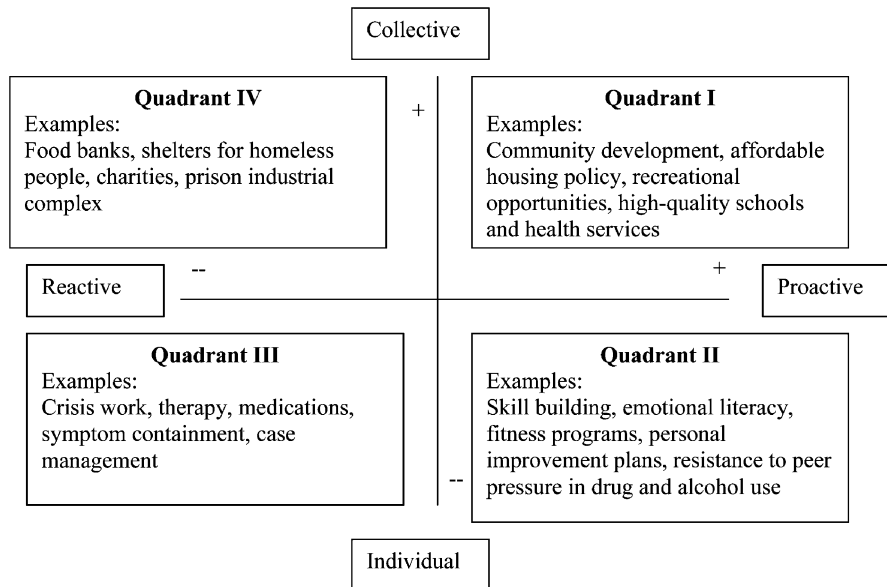 Collective
Quadrant IV
Examples:
Food banks, shelters for homeless
people, charities, prison industrial
complex
+
Quadrant I
Examples:
Community development, affordable
housing policy, recreational
opportunities, high-quality schools
and health services
Reactive
--
+
Proactive
Quadrant III
Examples:
Crisis work, therapy, medications,
symptom containment, case
management
Quadrant II
Examples:
Skill building, emotional literacy,
fitness programs, personal
improvement plans, resistance to peer
pressure in drug and alcohol use
--
Individual